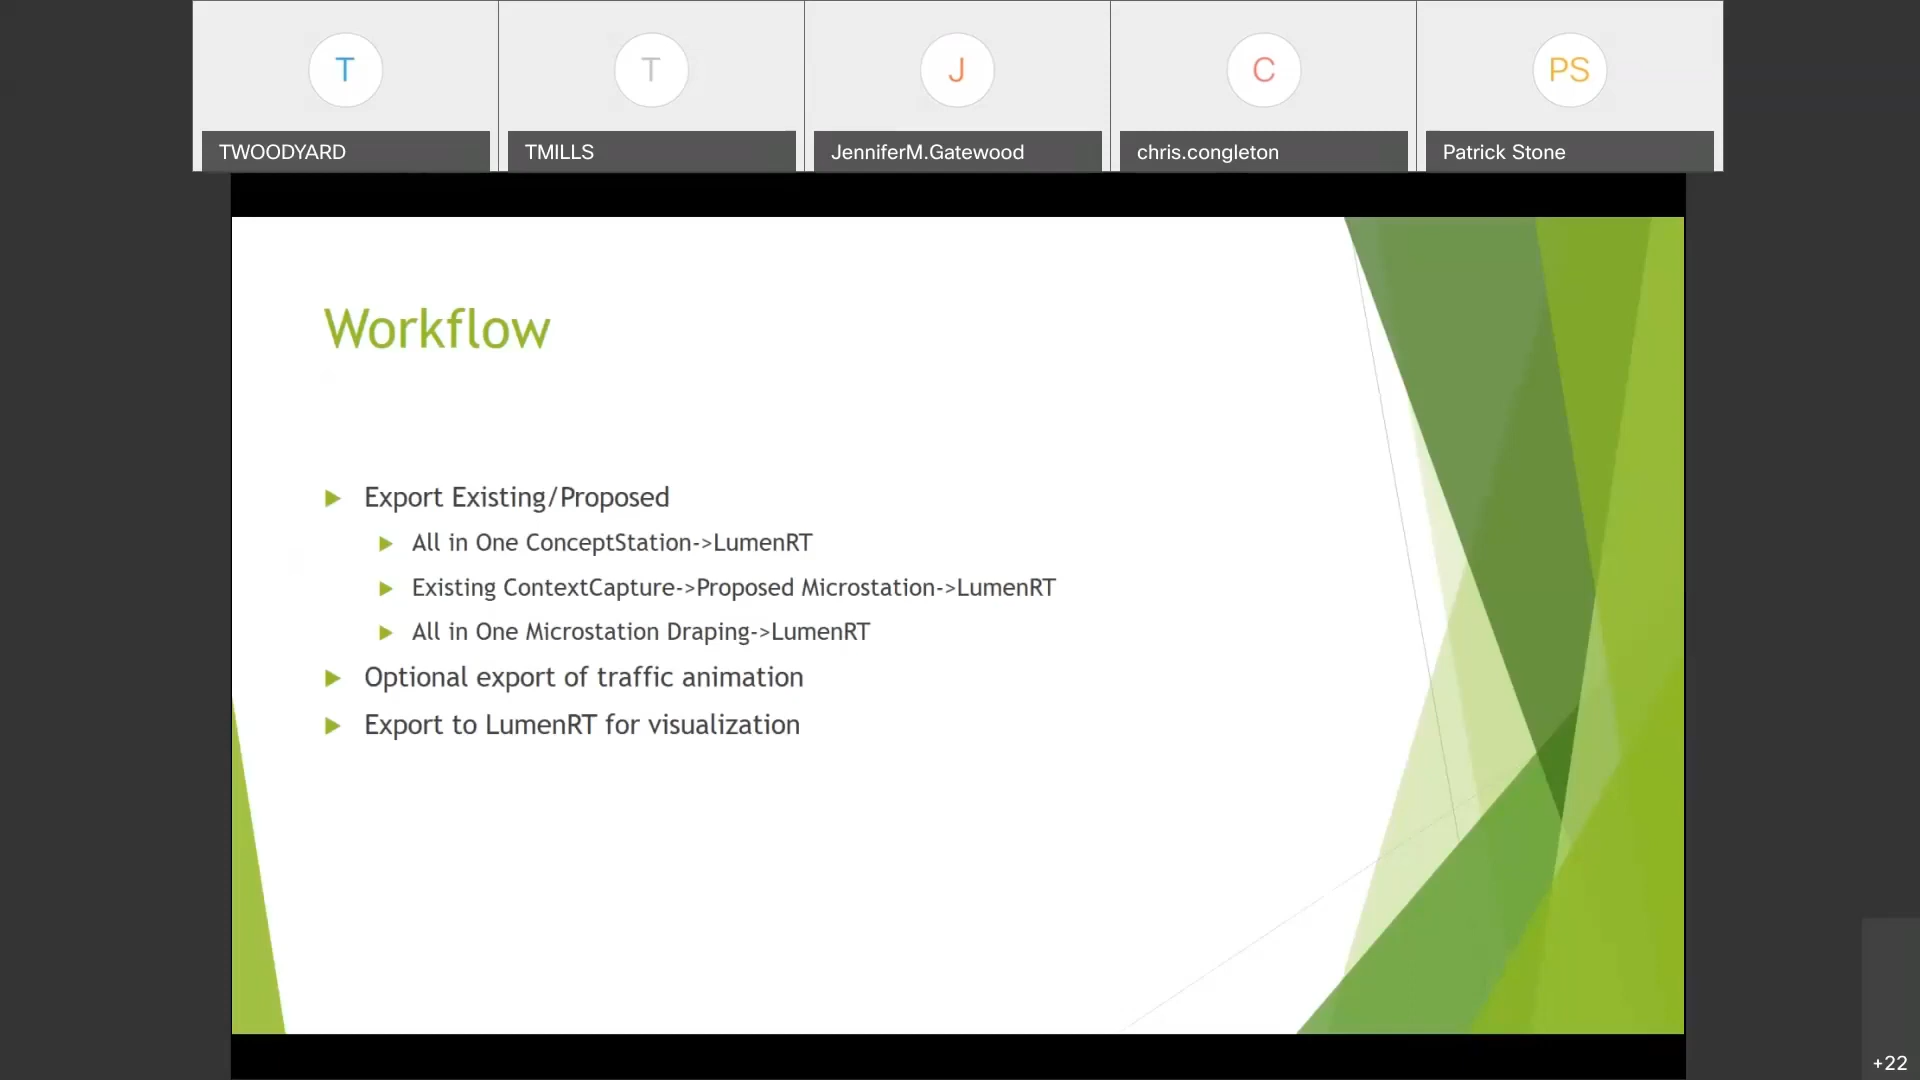 T
T
J
C
PS
TWOODYARD
TMILLS
JenniferM.Gatewood
chris.congleton
Patrick Stone
Workflow
Export Existing/Proposed
All in One ConceptStation->LumenRT
Existing ContextCapture->Proposed Microstation->LumenRT
All in One Microstation Draping->LumenRT
Optional export of traffic animation
Export to LumenRT for visualization
+22